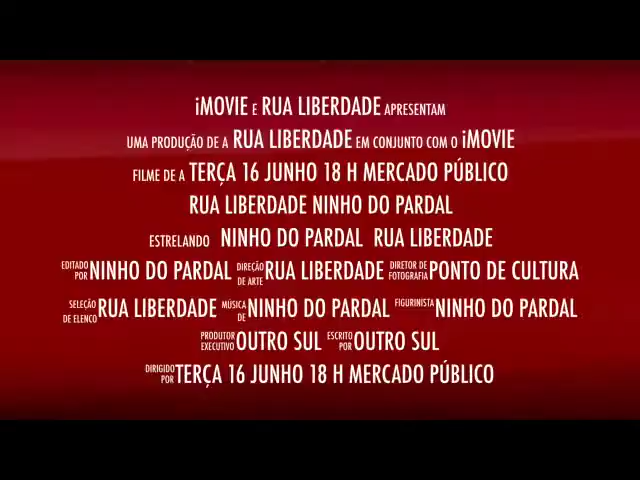 iMOVIE E RUA LIBERDADE APRESENTAM
UMA PRODUÇÃO DE A RUA LIBERDADE EM CONJUNTO COM O iMOVIE
FILME DE A TERÇA 16 JUNHO 18 H MERCADO PÚBLICO
RUA LIBERDADE NINHO DO PARDAL
ESTRELANDO NINHO DO PARDAL RUA LIBERDADE
EDITADO POR NINHO DO PARDAL DIREÇÃO DE ARTE RUA LIBERDADE DIRETOR DE FOTOGRAFIA PONTO DE CULTURA
SELEÇÃO DE ELENCO RUA LIBERDADE MÚSICA DE NINHO DO PARDAL FIGURINISTA NINHO DO PARDAL
PRODUTOR EXECUTIVO OUTRO SUL ESCRITO POR OUTRO SUL
DIRIGIDO POR TERÇA 16 JUNHO 18 H MERCADO PÚBLICO